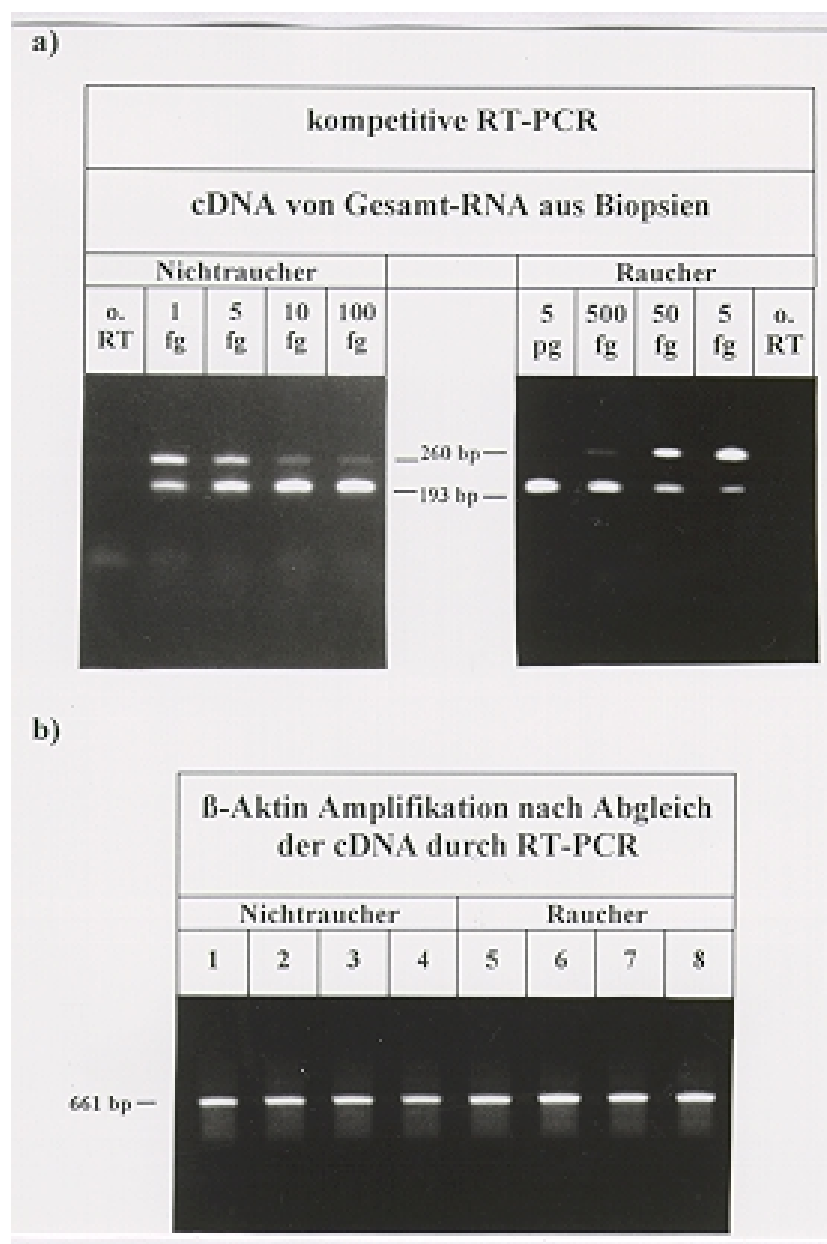 a)
kompetitive RT-PCR
cDNA von Gesamt-RNA aus Biopsien
Nichtraucher Raucher
o. RT 1 fg 5 fg 10 fg 100 fg 5 pg 500 fg 50 fg 5 fg o. RT
260 bp
193 bp
b)
ß-Aktin Amplifikation nach Abgleich
der cDNA durch RT-PCR
Nichtraucher Raucher
1 2 3 4 5 6 7 8
661 bp